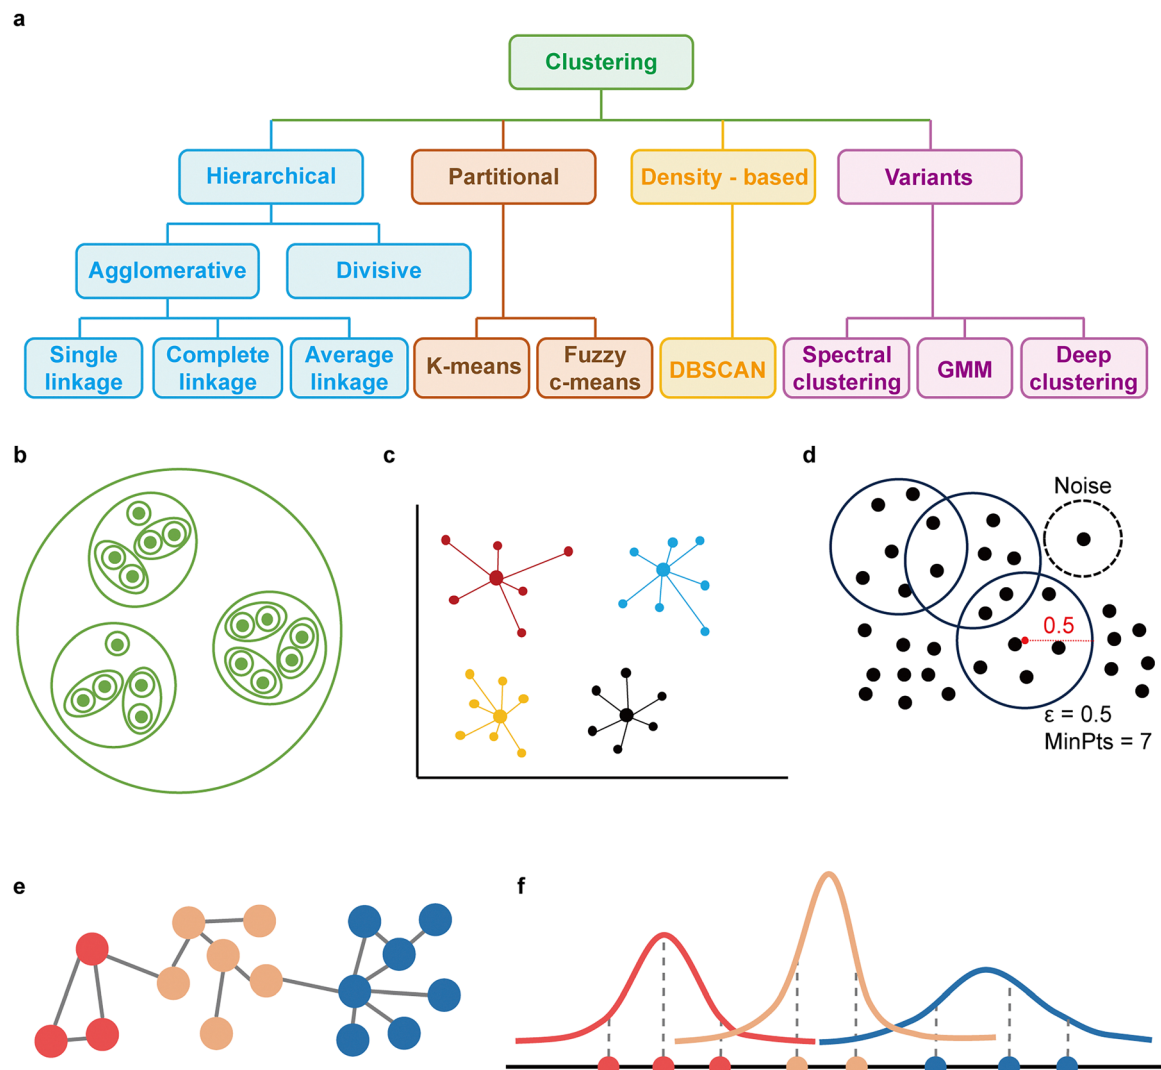 a
Clustering
Hierarchical
Partitional
Density - based
Variants
Agglomerative
Divisive
Single
linkage
Complete
linkage
Average
linkage
K-means
Fuzzy
c-means
DBSCAN
Spectral
clustering
GMM
Deep
clustering
b
c
d
Noise
0.5
ε = 0.5
MinPts = 7
e
f